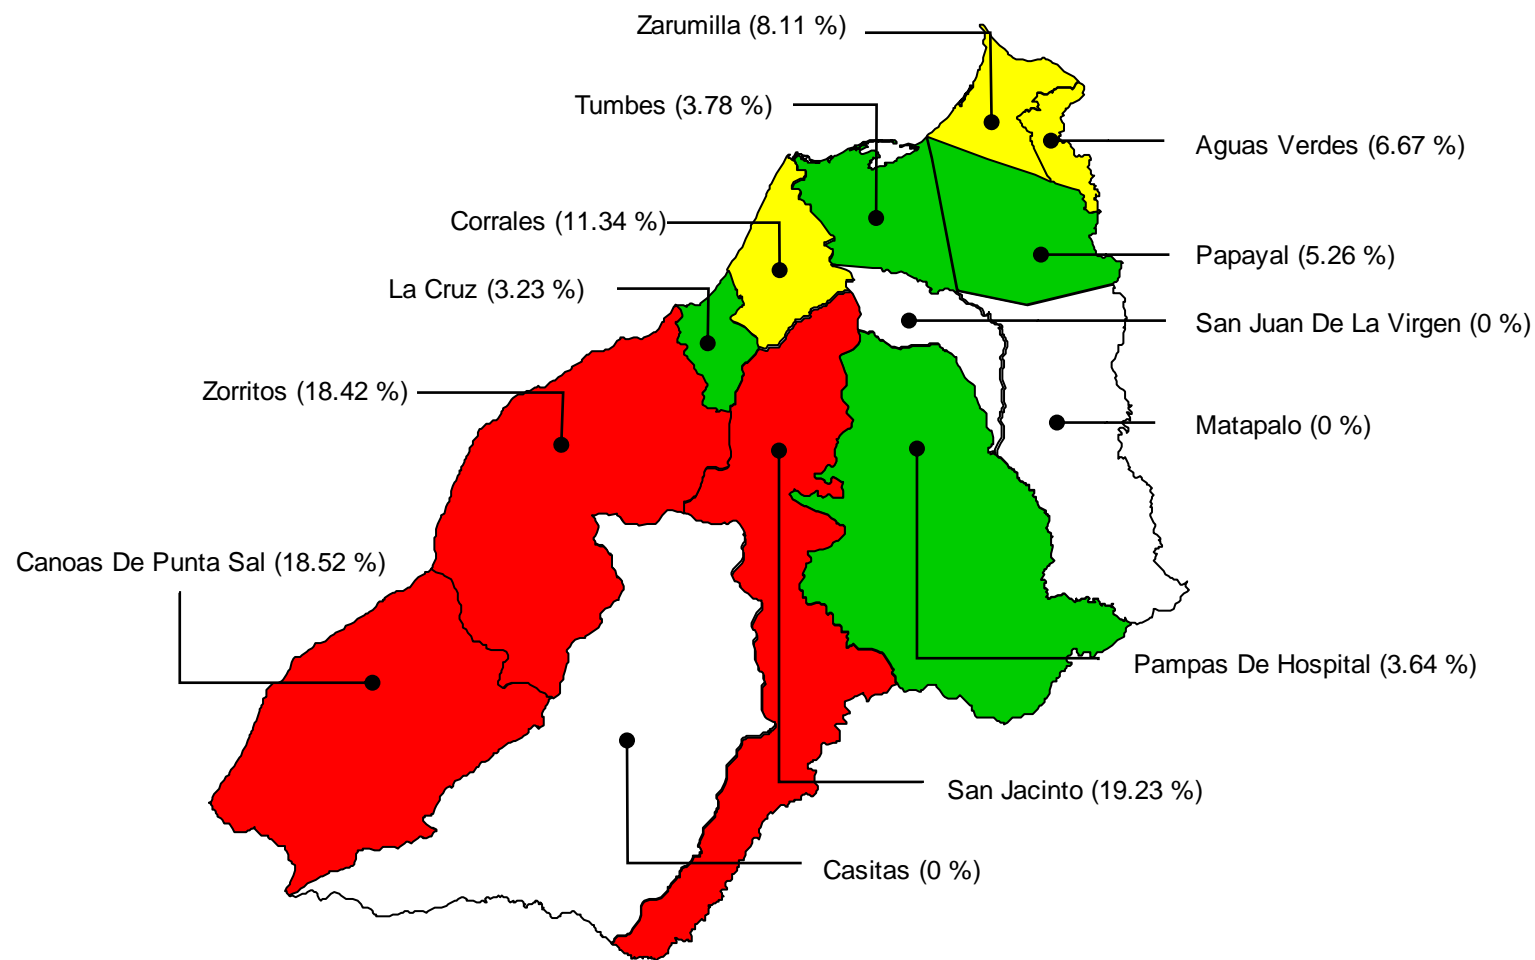 Zarumilla (8.11 %)
Tumbes (3.78 %)
Aguas Verdes (6.67 %)
Corrales (11.34 %)
Papayal (5.26 %)
La Cruz (3.23 %)
San Juan De La Virgen (0 %)
Zorritos (18.42 %)
Matapalo (0 %)
Canoas De Punta Sal (18.52 %)
Pampas De Hospital (3.64 %)
San Jacinto (19.23 %)
Casitas (0 %)